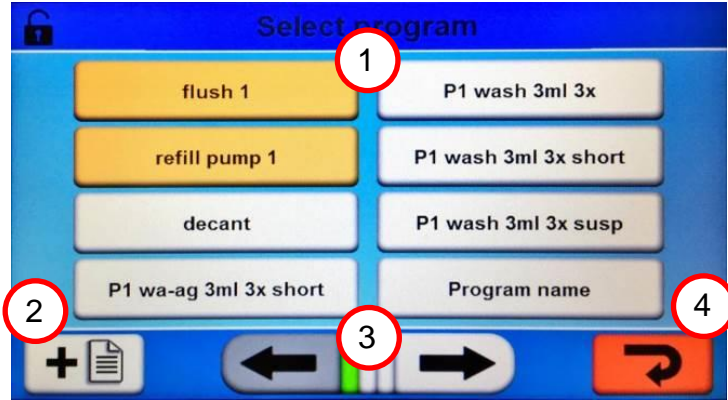 Select program
1
flush 1
P1 wash 3ml 3x
refill pump 1
P1 wash 3ml 3x short
decant
P1 wash 3ml 3x susp
P1 wa-ag 3ml 3x short
Program name
2
3
4